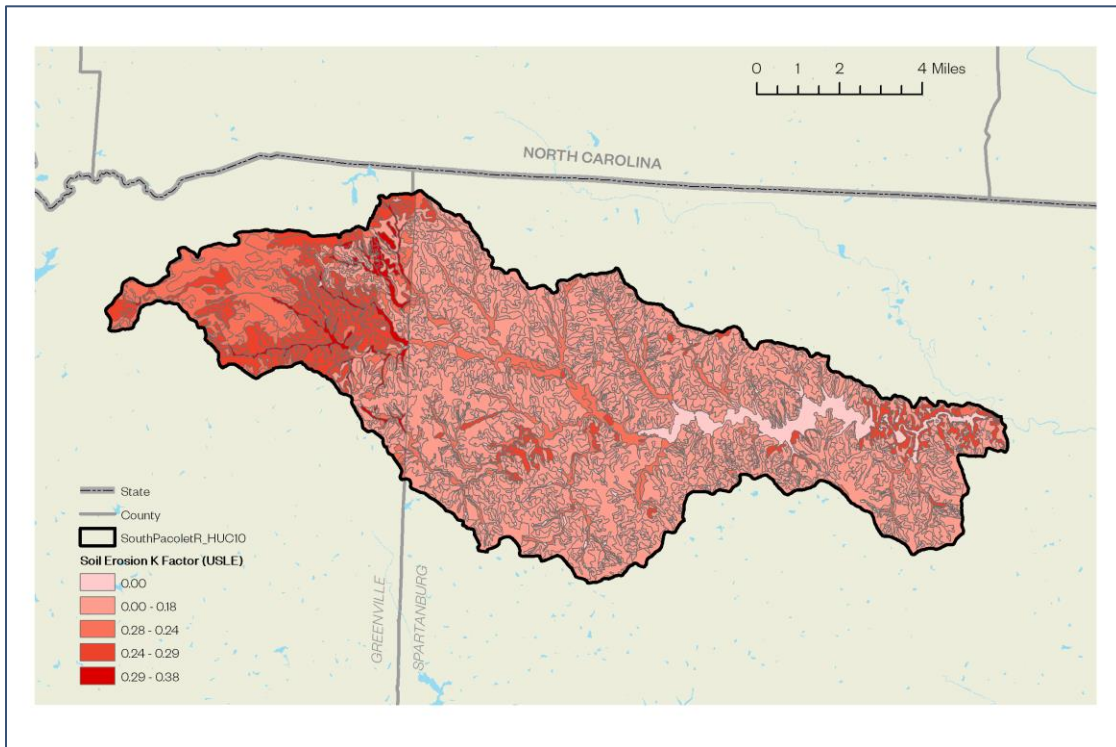 0 1 2 4 Miles
NORTH CAROLINA
State
County
SouthPacoletR_HUC10
Soil Erosion K Factor (USLE)
0.00
0.00 - 0.18
0.28 - 0.24
0.24 - 0.29
0.29 - 0.38
GREENVILLE
SPARTANBURG